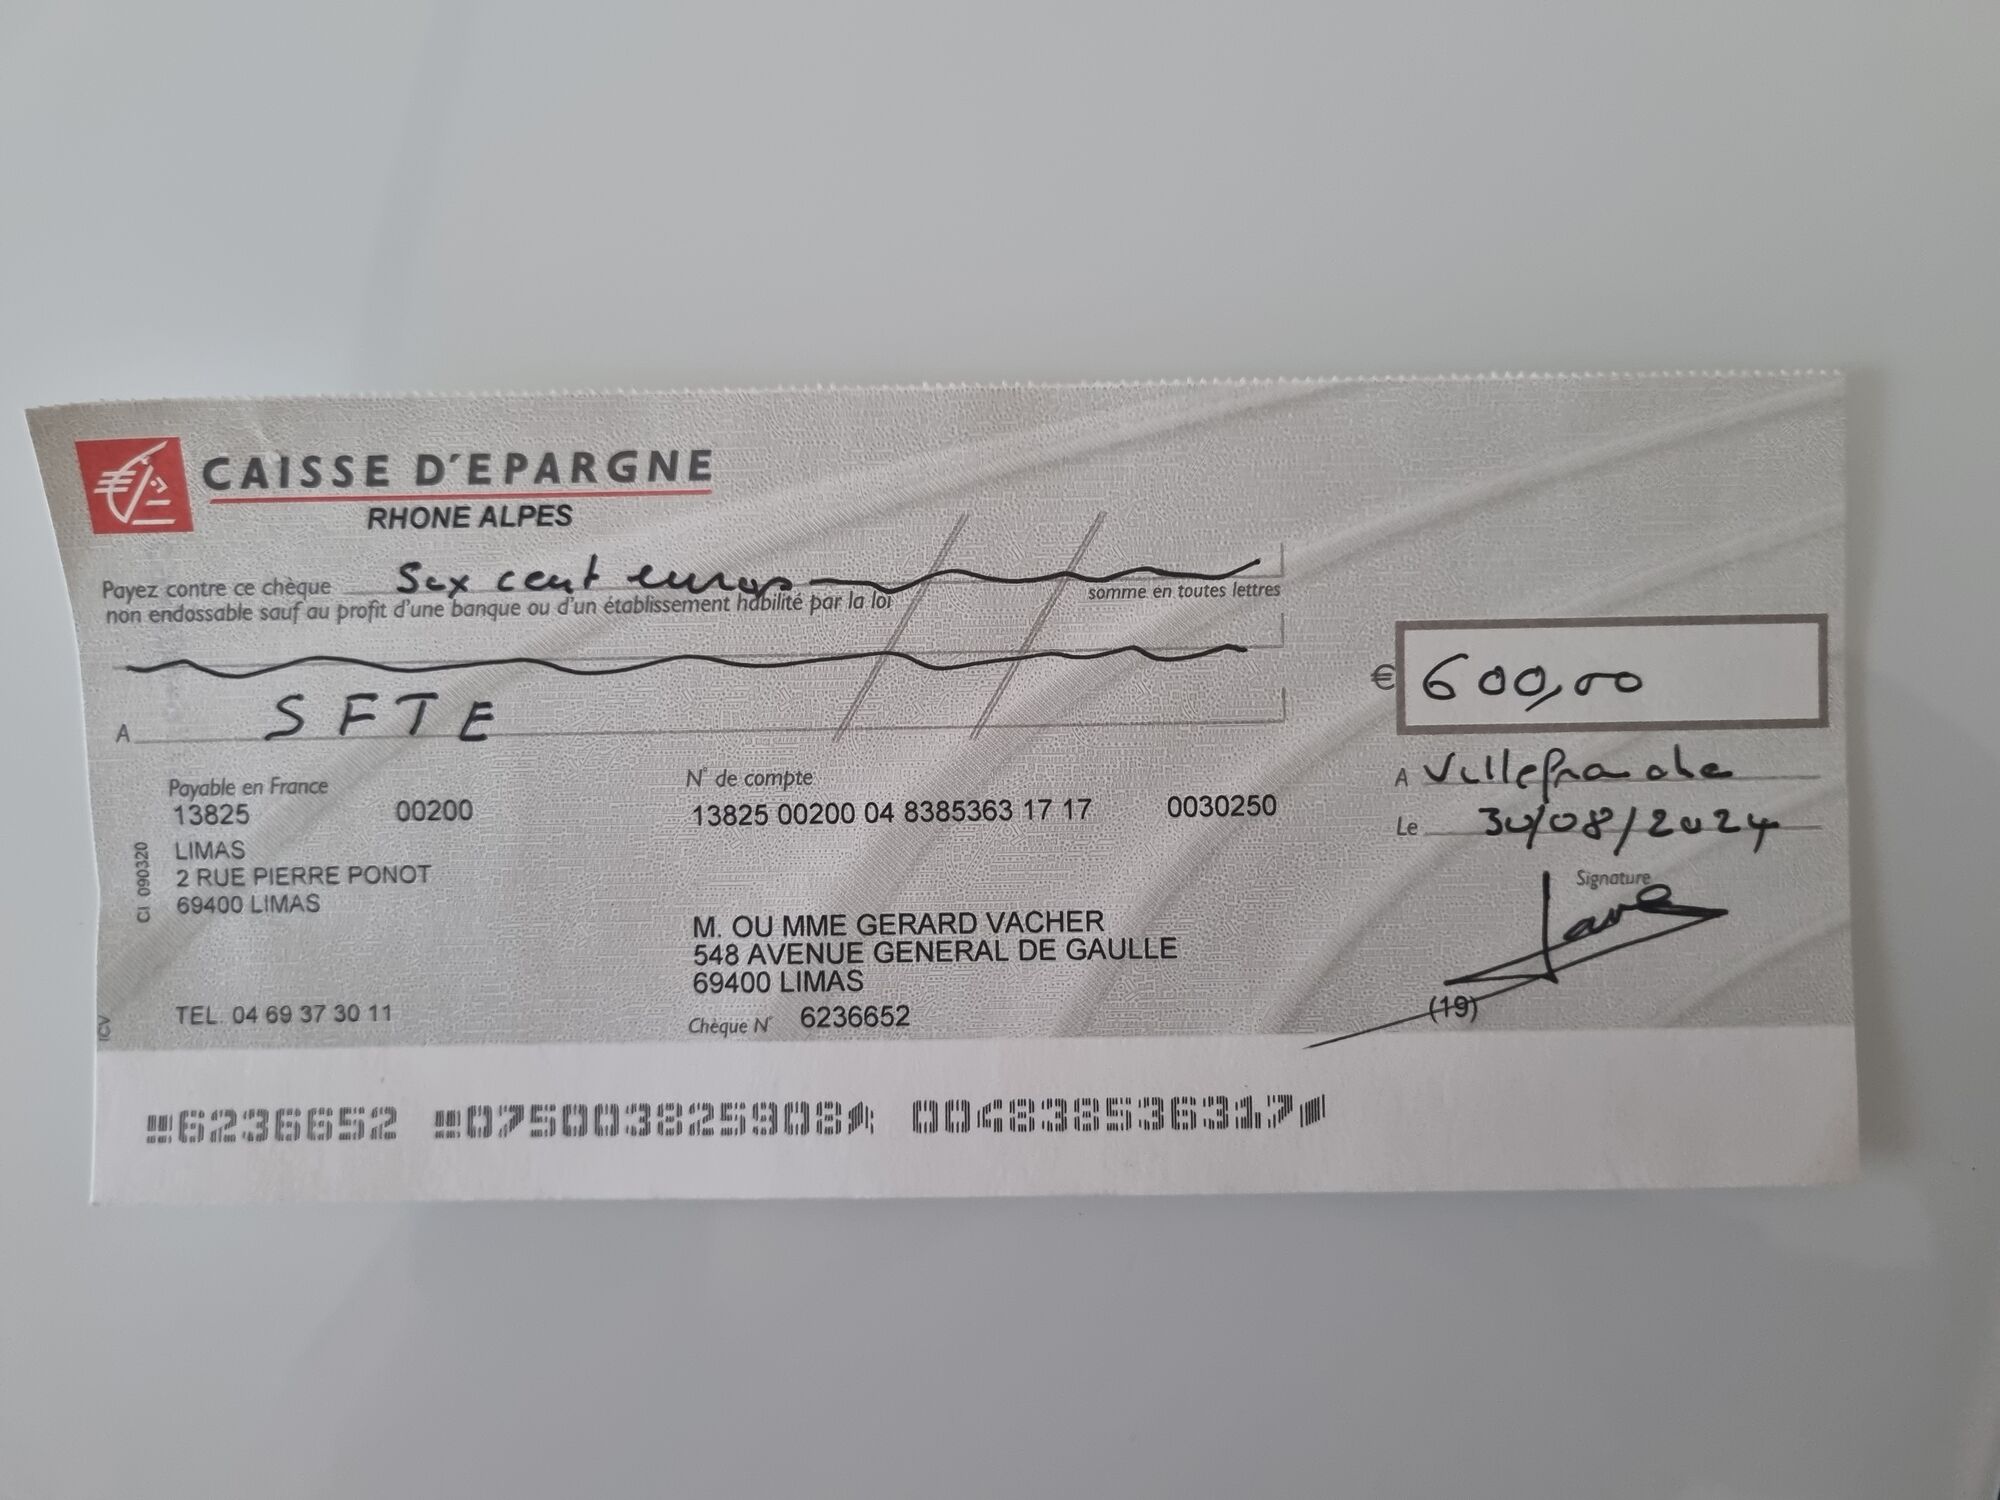 CAISSE D'EPARGNE
RHONE ALPES
Payez contre ce chèque Six cent euros
non endossable sauf au profit d'une banque ou d'un établissement habilité par la loi
somme en toutes lettres
€ 600,00
A SFTE
A Villefranche
Le 30/08/2024
Payable en France
13825 00200
N° de compte
13825 00200 04 8385363 17 17 0030250
LIMAS
2 RUE PIERRE PONOT
69400 LIMAS
CI 090320
Signature
M. OU MME GERARD VACHER
548 AVENUE GENERAL DE GAULLE
69400 LIMAS
(19)
TEL. 04 69 37 30 11
Chèque N° 6236652
6236652 075003825908 004838536317